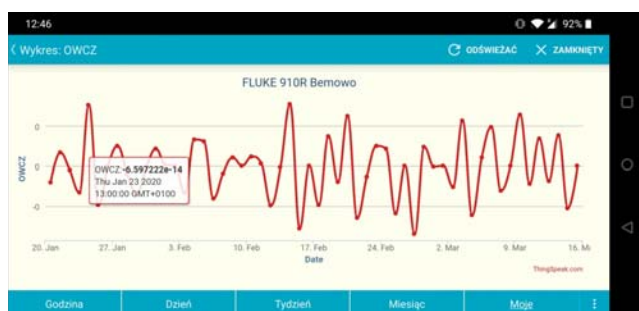 12:46 92%
Wykres: OWCZ ODŚWIEŻAĆ ZAMKNIĘTY
FLUKE 910R Bemowo
0
0
-0
OWCZ
OWCZ:-6.597222e-14
Thu Jan 23 2020
13:00:00 GMT+0100
20. Jan 27. Jan 3. Feb 10. Feb 17. Feb 24. Feb 2. Mar 9. Mar 16. M
Date
ThingSpeak.com
Godzina Dzień Tydzień Miesiąc Moje